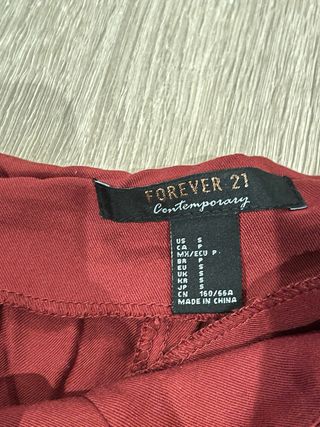 FOREVER 21
Contemporary
US S
CA P
MX/ECU P
BR P
EU S
UK S
KR S
JP S
CN 160/66A
MADE IN CHINA